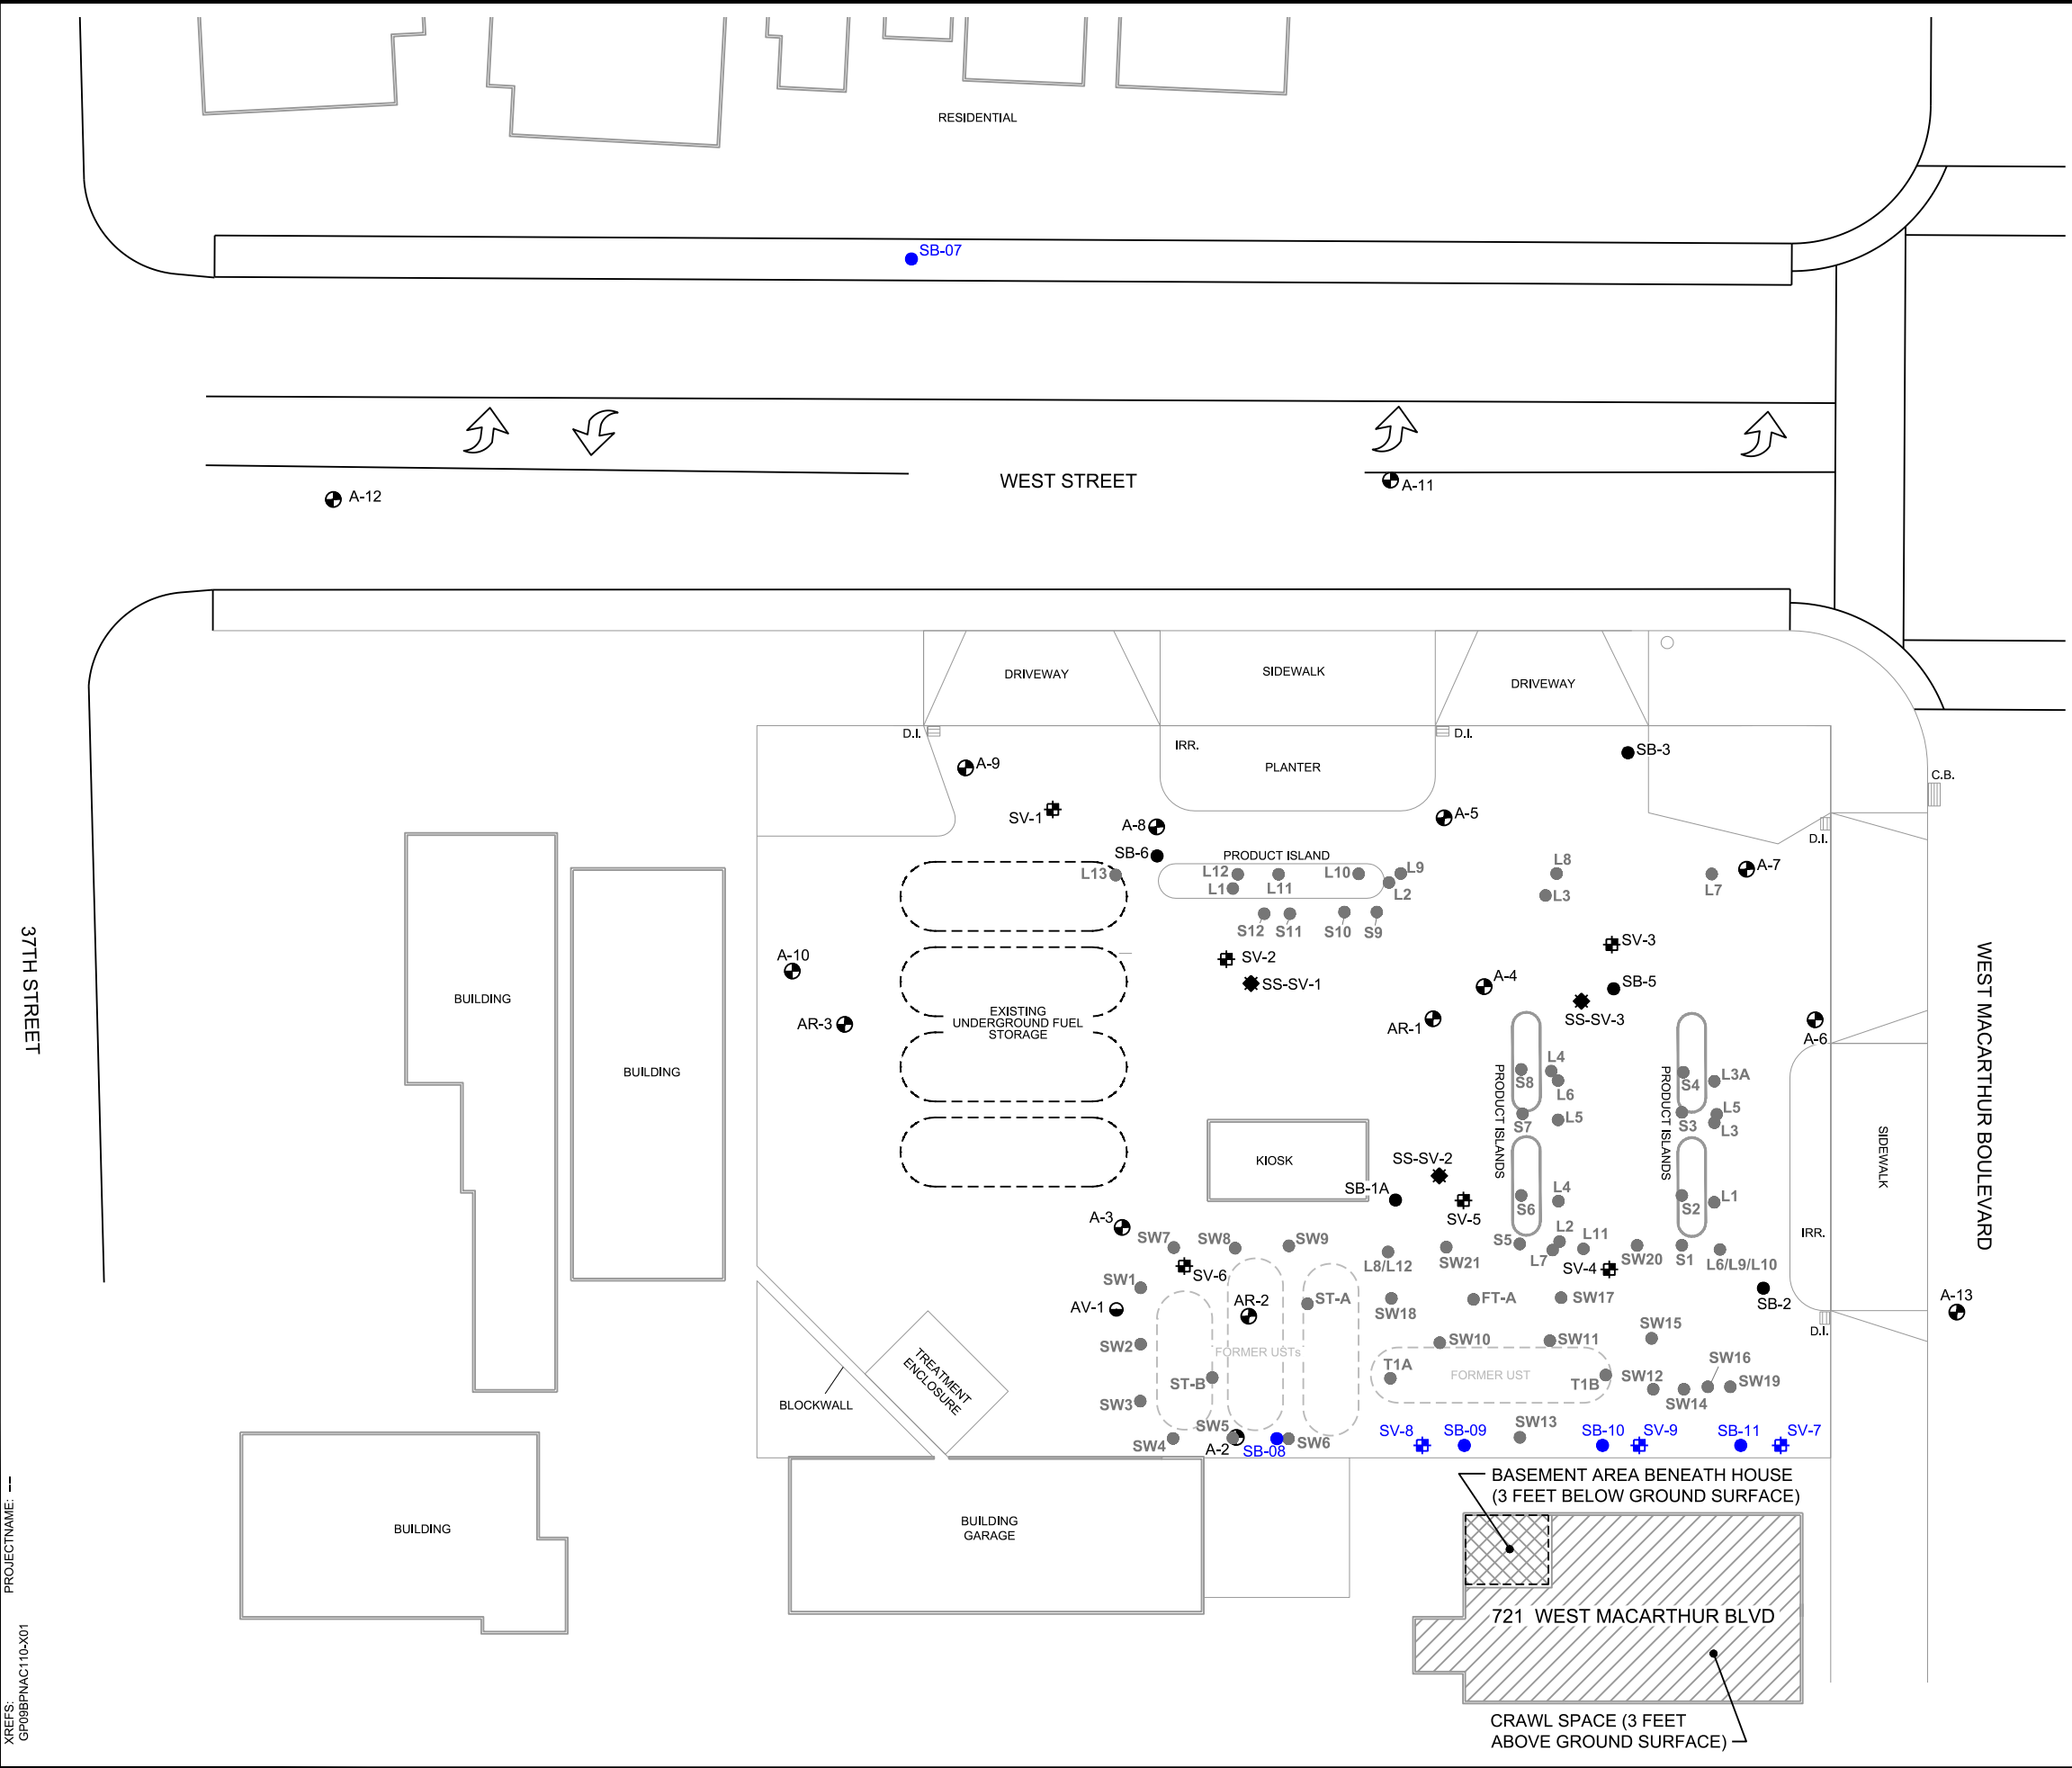 RESIDENTIAL
SB-07
WEST STREET
A-12
A-11
DRIVEWAY
SIDEWALK
DRIVEWAY
D.I.
IRR.
D.I.
SB-3
PLANTER
A-9
C.B.
SV-1
A-8
A-5
D.I.
SB-6
PRODUCT ISLAND
L13
L12
L10
L9
L8
A-7
L1
L11
L2
L3
L7
S12
S11
S10
S9
SV-3
A-10
SV-2
SS-SV-1
A-4
SB-5
BUILDING
EXISTING
UNDERGROUND FUEL
STORAGE
AR-3
AR-1
SS-SV-3
A-6
37TH STREET
WEST MACARTHUR BOULEVARD
BUILDING
PRODUCT ISLANDS
PRODUCT ISLANDS
S8
L4
L6
S4
L3A
S7
L5
S3
L5
L3
KIOSK
SS-SV-2
SIDEWALK
SB-1A
SV-5
S6
L4
S2
L1
A-3
SW7
SW8
SW9
L8/L12
SW21
S5
L2
L7
L11
SV-4
SW20
S1
L6/L9/L10
IRR.
SW1
SV-6
SB-2
A-13
AV-1
AR-2
ST-A
SW18
FT-A
SW17
D.I.
SW2
FORMER USTs
SW10
SW11
SW15
TREATMENT
ENCLOSURE
ST-B
T1A
FORMER UST
T1B
SW12
SW16
SW14
SW19
BLOCKWALL
SW3
SW4
SW5
A-2
SB-08
SW6
SV-8
SB-09
SW13
SB-10
SV-9
SB-11
SV-7
BASEMENT AREA BENEATH HOUSE
(3 FEET BELOW GROUND SURFACE)
BUILDING
BUILDING
GARAGE
721 WEST MACARTHUR BLVD
CRAWL SPACE (3 FEET
ABOVE GROUND SURFACE)
XREFS:
GP09BPNAC110-X01
PROJECTNAME: ---